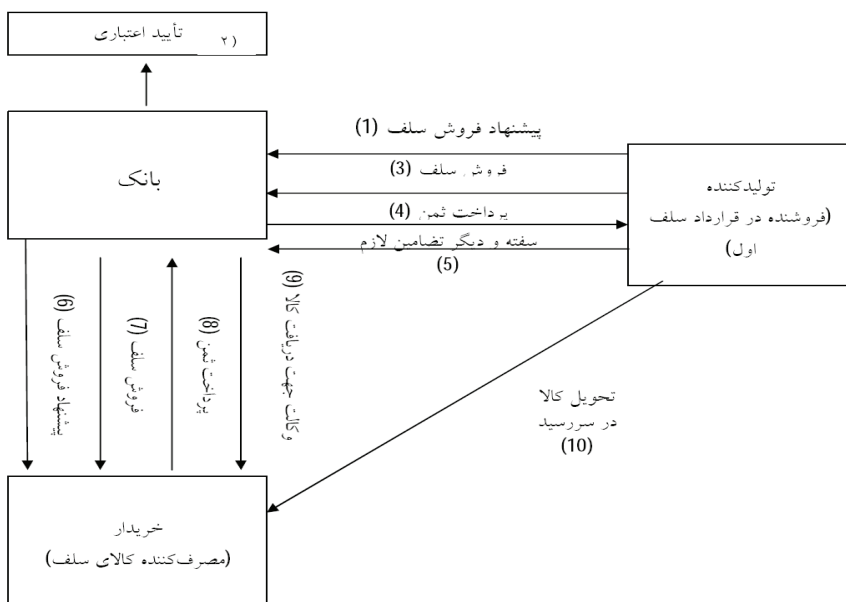 تأیید اعتباری (۲
پیشنهاد فروش سلف (1)
بانک
فروش سلف (3)
تولیدکننده
(فروشنده در قرارداد سلف
اول)
پرداخت ثمن (4)
سفته و دیگر تضامین لازم
(5)
پیشنهاد فروش سلف (6)
فروش سلف (7)
پرداخت ثمن (8)
وکالت جهت دریافت کالا (9)
تحویل کالا
در سررسید
(10)
خریدار
(مصرف‌کننده کالای سلف)